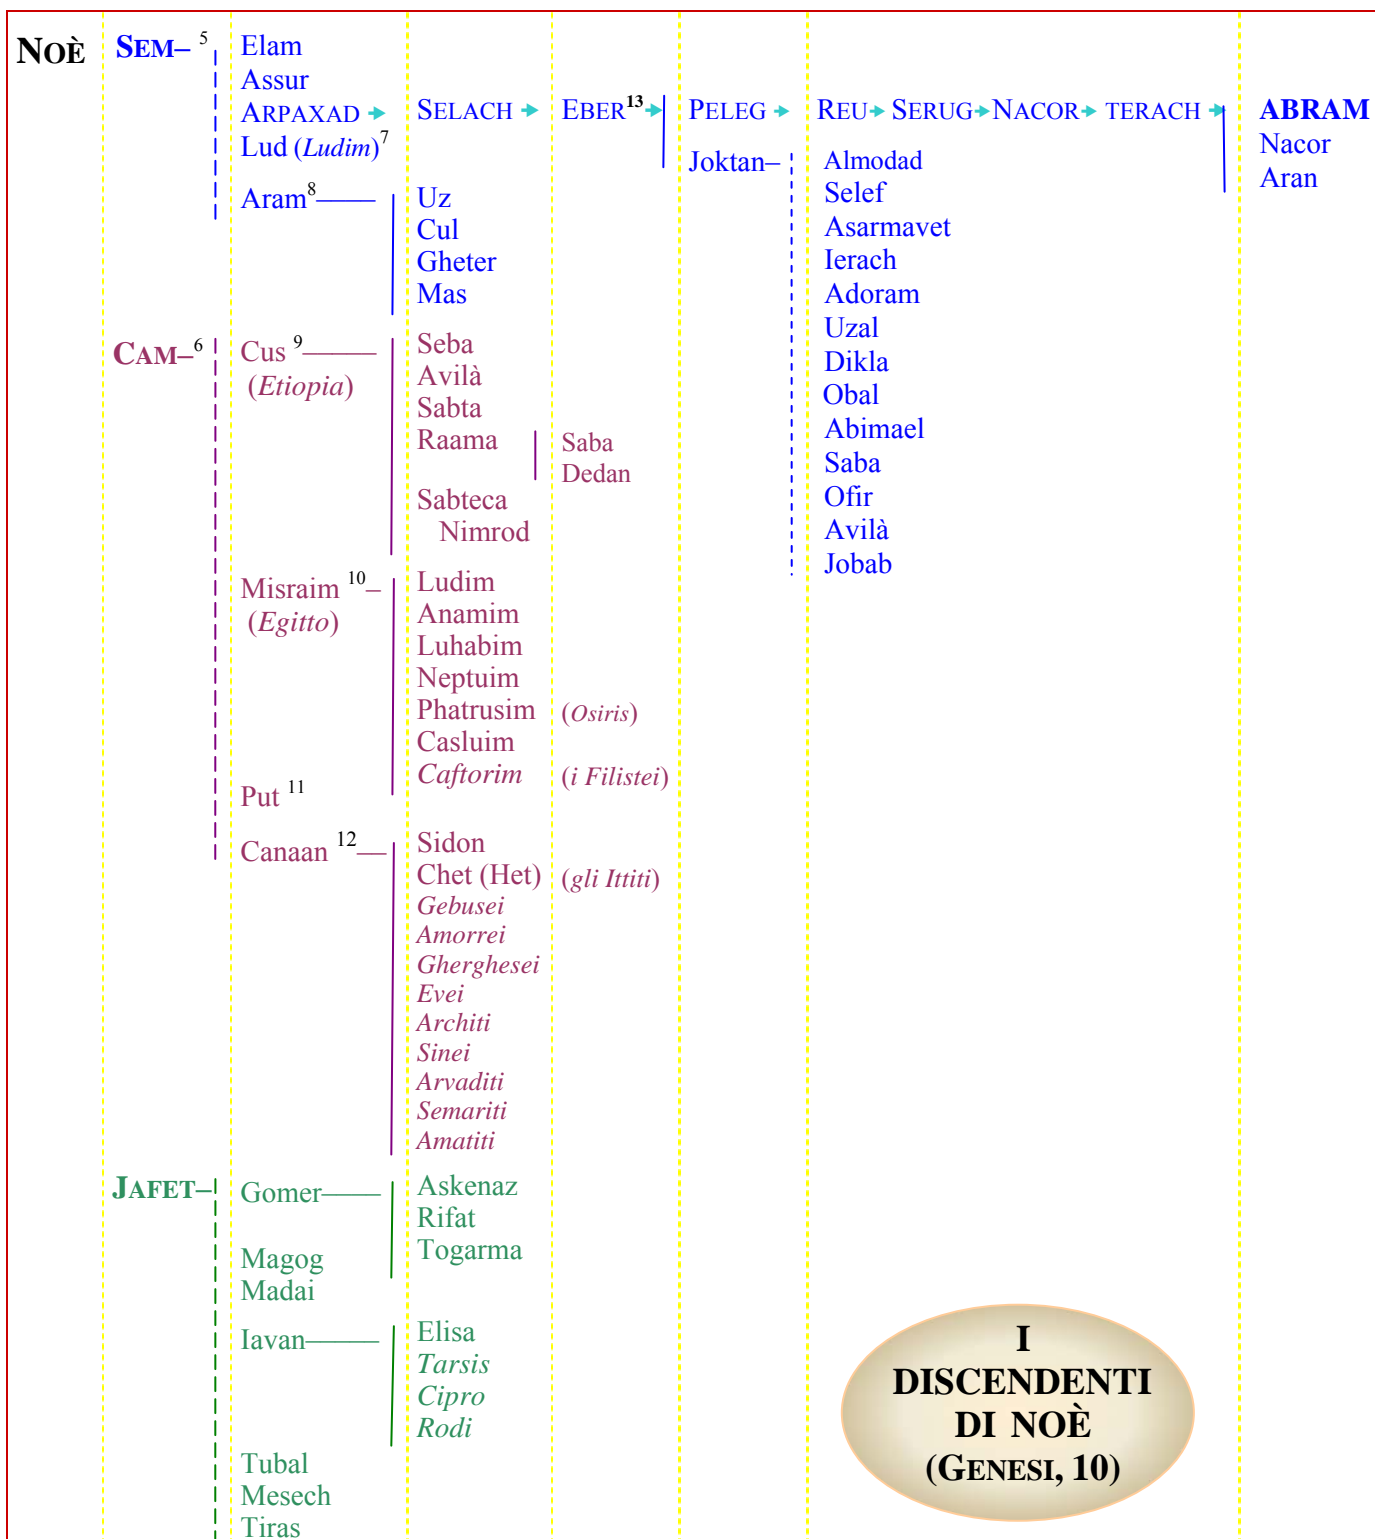 NOÈ SEM– 5 Elam
Assur
ARPAXAD → SELACH → EBER13→ PELEG → REU→ SERUG→NACOR→ TERACH → ABRAM
Lud (Ludim)7 Nacor
Joktan– Almodad Aran
Aram8—— Uz Selef
Cul Asarmavet
Gheter Ierach
Mas Adoram
Uzal
CAM–6 Cus 9—— Seba Dikla
(Etiopia) Avilà Obal
Sabta Abimael
Raama Saba Saba
Dedan Ofir
Sabteca Avilà
Nimrod Jobab
Misraim 10– Ludim
(Egitto) Anamim
Luhabim
Neptuim
Phatrusim (Osiris)
Casluim
Caftorim (i Filistei)
Put 11
Canaan 12— Sidon
Chet (Het) (gli Ittiti)
Gebusei
Amorrei
Gherghesei
Evei
Architi
Sinei
Arvaditi
Semariti
Amatiti
JAFET– Gomer—— Askenaz
Rifat
Magog Togarma
Madai
Iavan—— Elisa
Tarsis
Cipro
Rodi
Tubal
Mesech
Tiras
I
DISCENDENTI
DI NOÈ
(GENESI, 10)